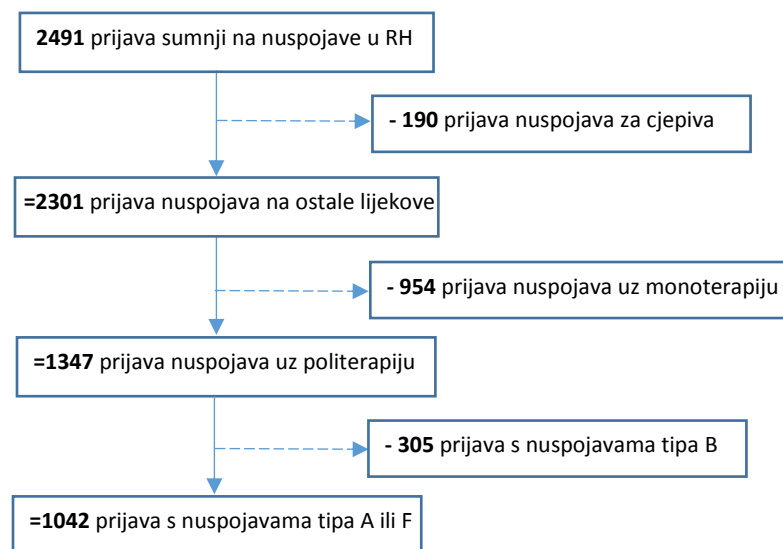 2491 prijava sumnji na nuspojave u RH
- 190 prijava nuspojava za cjepiva
=2301 prijava nuspojava na ostale lijekove
- 954 prijava nuspojava uz monoterapiju
=1347 prijava nuspojava uz politerapiju
- 305 prijava s nuspojavama tipa B
=1042 prijava s nuspojavama tipa A ili F